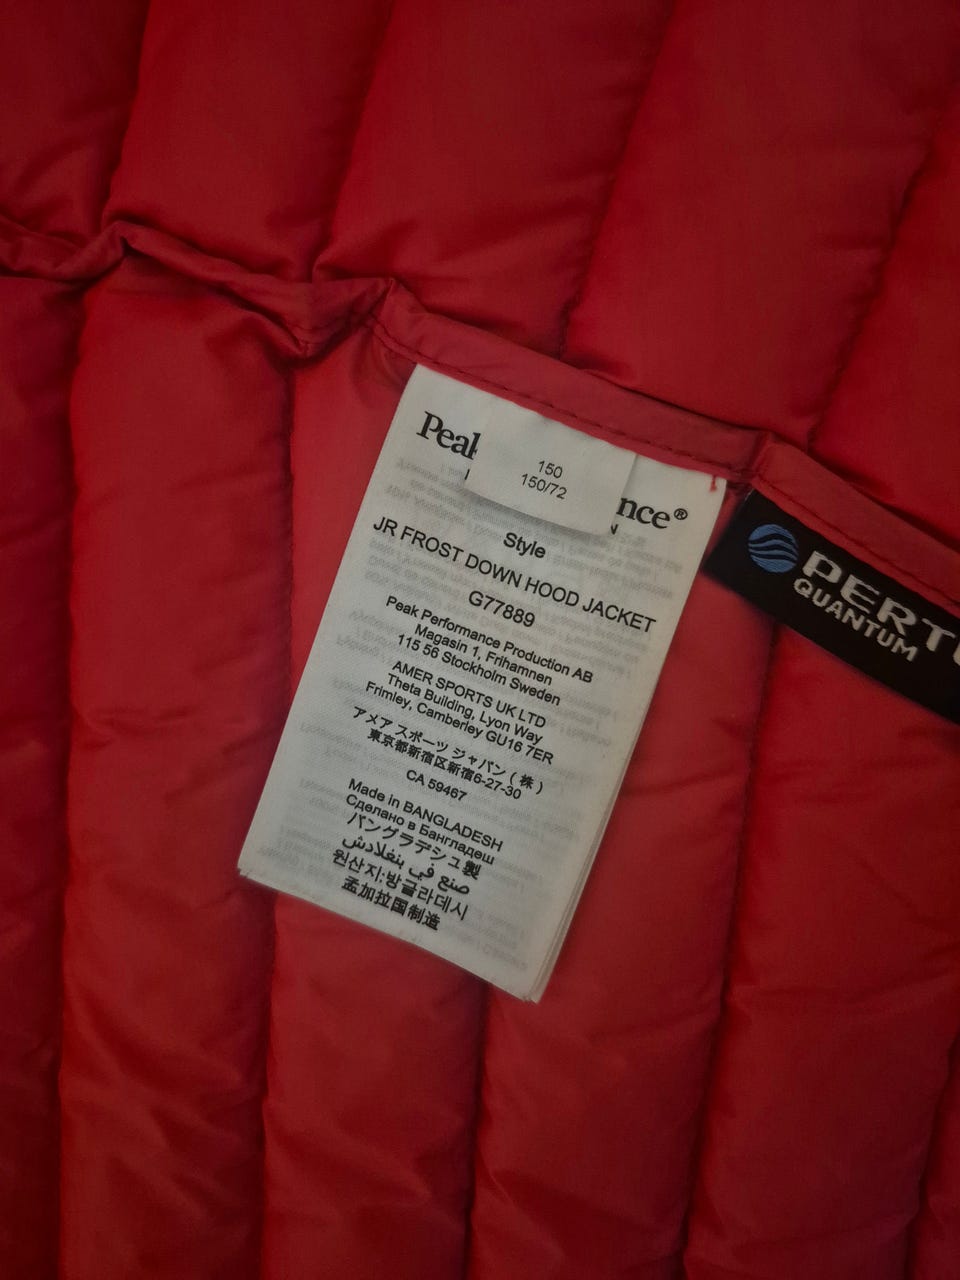 Peak
nce®
150
150/72
Style
JR FROST DOWN HOOD JACKET
G77889
Peak Performance Production AB
Magasin 1, Frihamnen
115 56 Stockholm Sweden
AMER SPORTS UK LTD
Theta Building, Lyon Way
Frimley, Camberley GU16 7ER
アメア スポーツ ジャパン（株）
東京都新宿区新宿6-27-30
CA 59467
Made in BANGLADESH
Сделано в Бангладеш
バングラデシュ製
صنع في بنغلادش
원산지:방글라데시
孟加拉国制造
PERT
QUANTUM